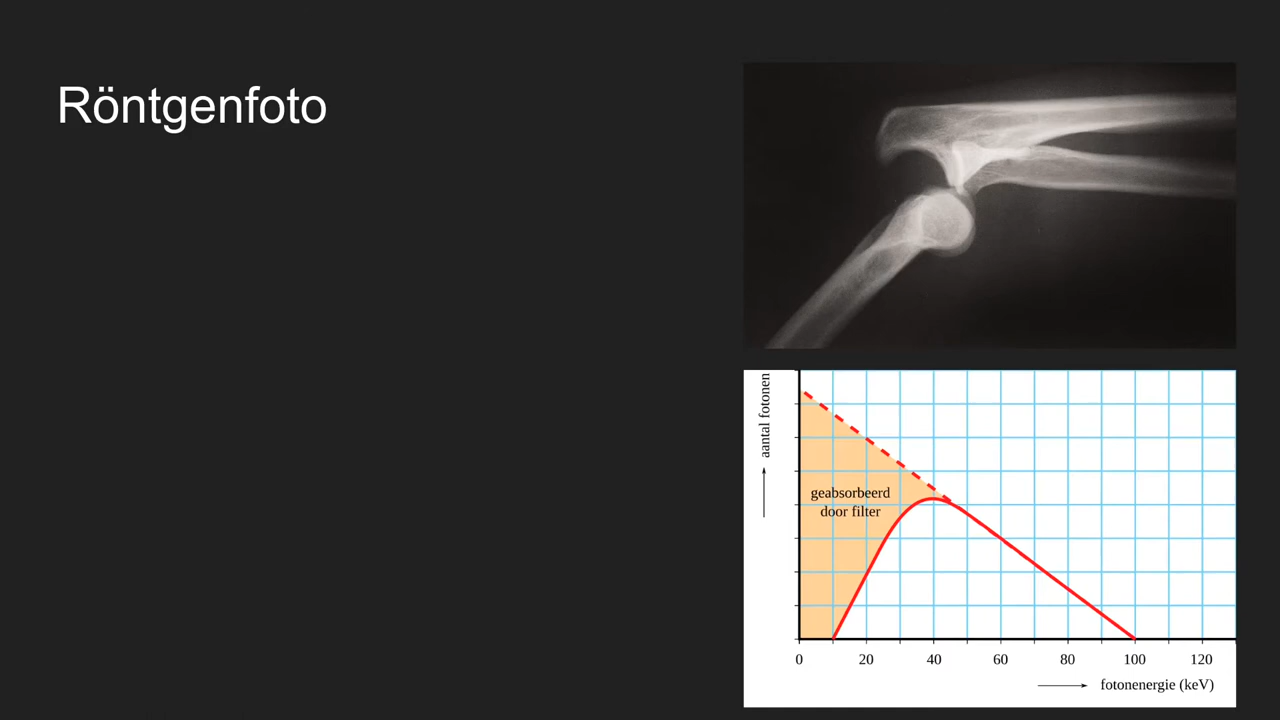 Röntgenfoto
aantal fotonen
geabsorbeerd
door filter
0 20 40 60 80 100 120
fotonenergie (keV)